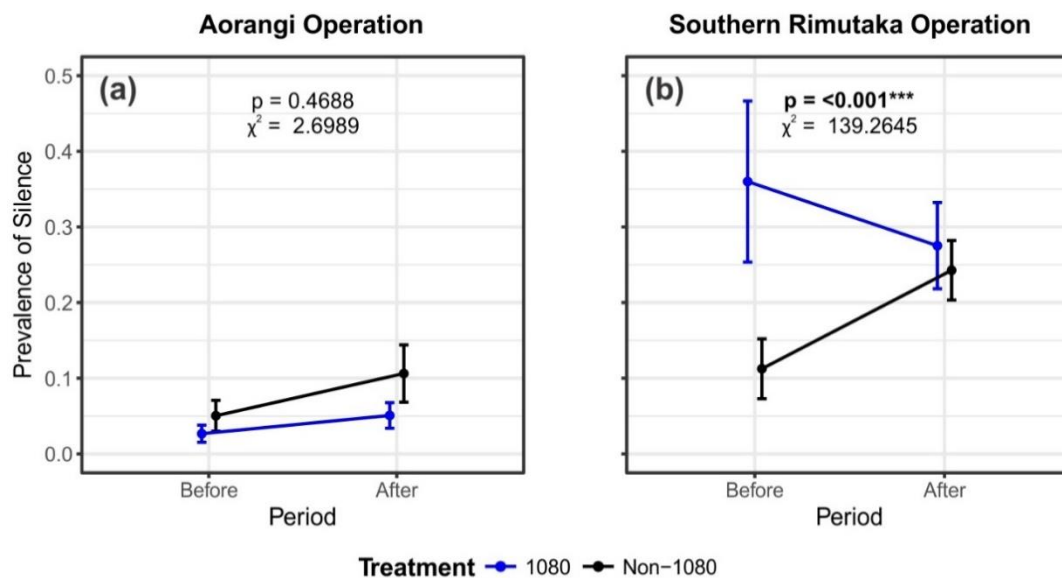 Aorangi Operation
Southern Rimutaka Operation
Prevalence of Silence
0.5
0.4
0.3
0.2
0.1
0.0
(a)
p = 0.4688
χ² = 2.6989
Before
After
Period
(b)
p = <0.001***
χ² = 139.2645
Before
After
Period
Treatment 1080 Non−1080